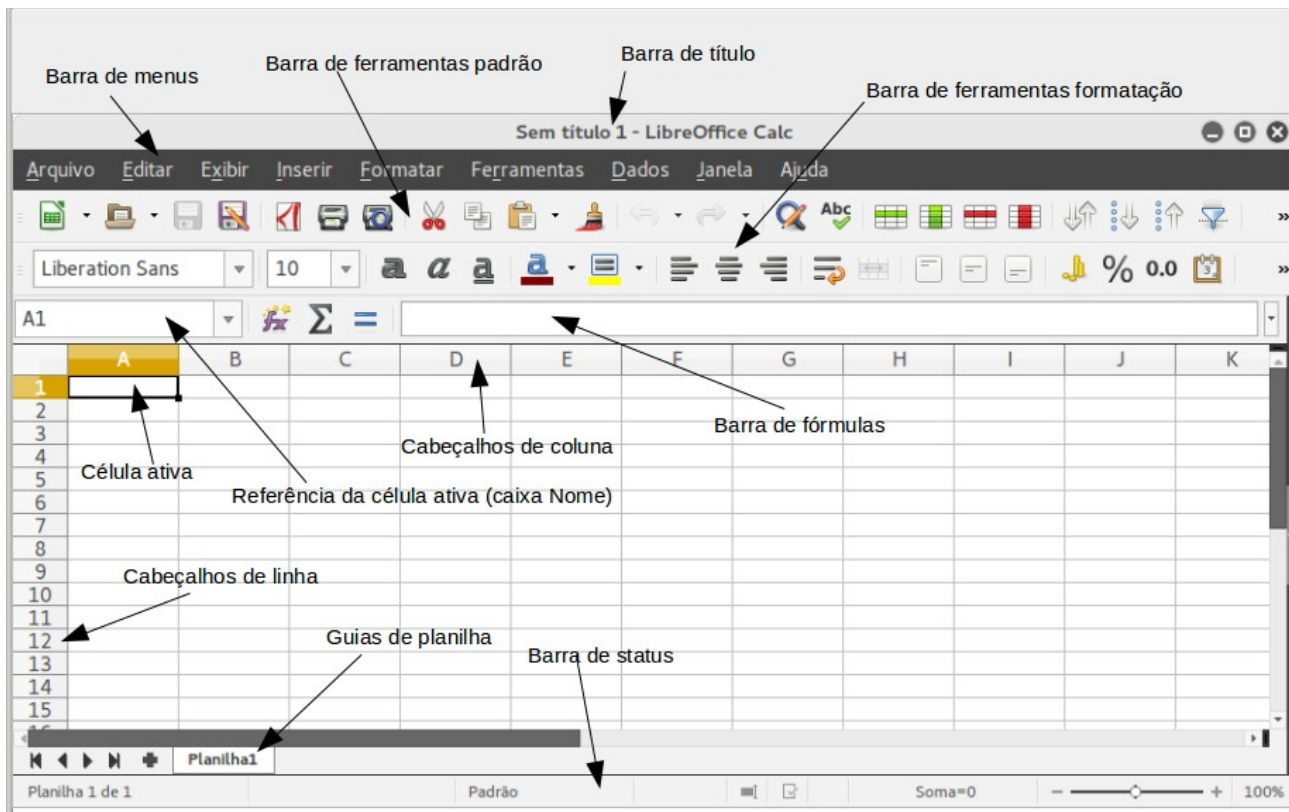 Barra de título
Barra de ferramentas padrão
Barra de menus
Barra de ferramentas formatação
Sem título 1 - LibreOffice Calc
Arquivo Editar Exibir Inserir Formatar Ferramentas Dados Janela Ajuda
Abc
Liberation Sans 10 a a a a % 0.0
A1 fx Σ =
A B C D E F G H I J K
1
2
3
Barra de fórmulas
4
Cabeçalhos de coluna
5
Célula ativa
6
Referência da célula ativa (caixa Nome)
7
8
9
Cabeçalhos de linha
10
11
12
Guias de planilha
13
Barra de status
14
15
16
Planilha1
Planilha 1 de 1 Padrão Soma=0 100%